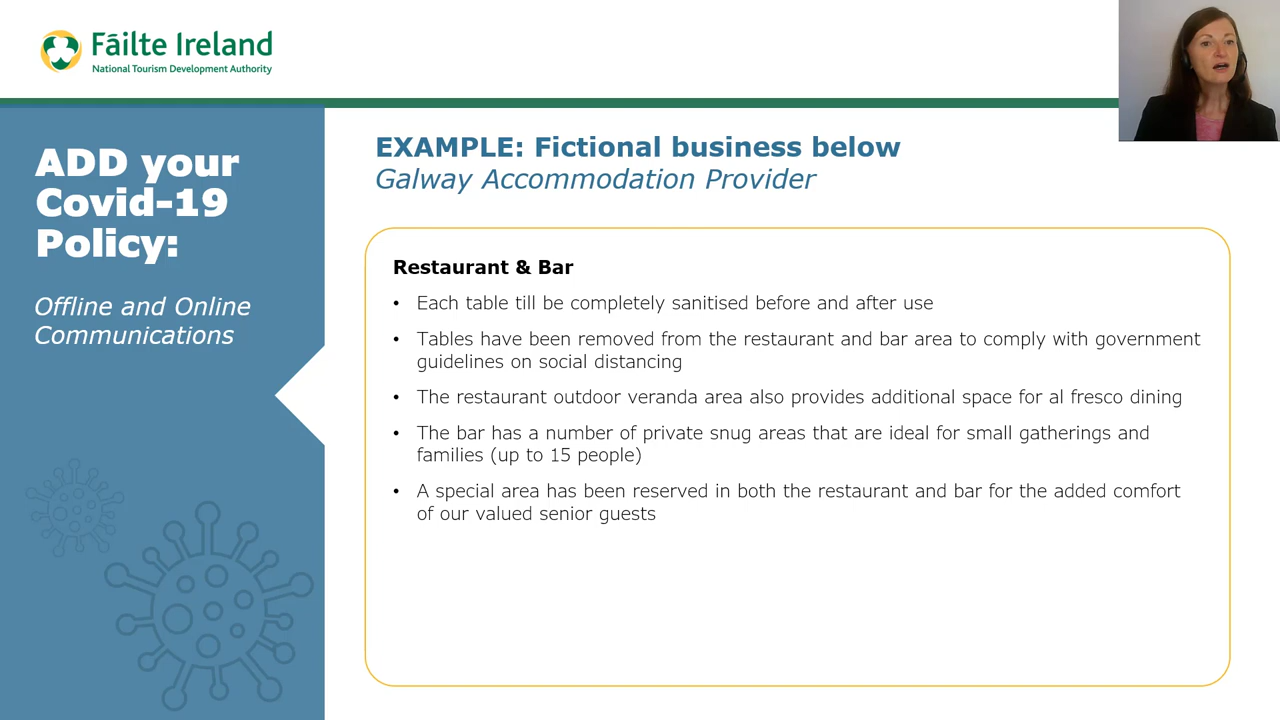 Fáilte Ireland
National Tourism Development Authority
ADD your
Covid-19
Policy:
Offline and Online
Communications
EXAMPLE: Fictional business below
Galway Accommodation Provider
Restaurant & Bar
• Each table till be completely sanitised before and after use
• Tables have been removed from the restaurant and bar area to comply with government
guidelines on social distancing
• The restaurant outdoor veranda area also provides additional space for al fresco dining
• The bar has a number of private snug areas that are ideal for small gatherings and
families (up to 15 people)
• A special area has been reserved in both the restaurant and bar for the added comfort
of our valued senior guests